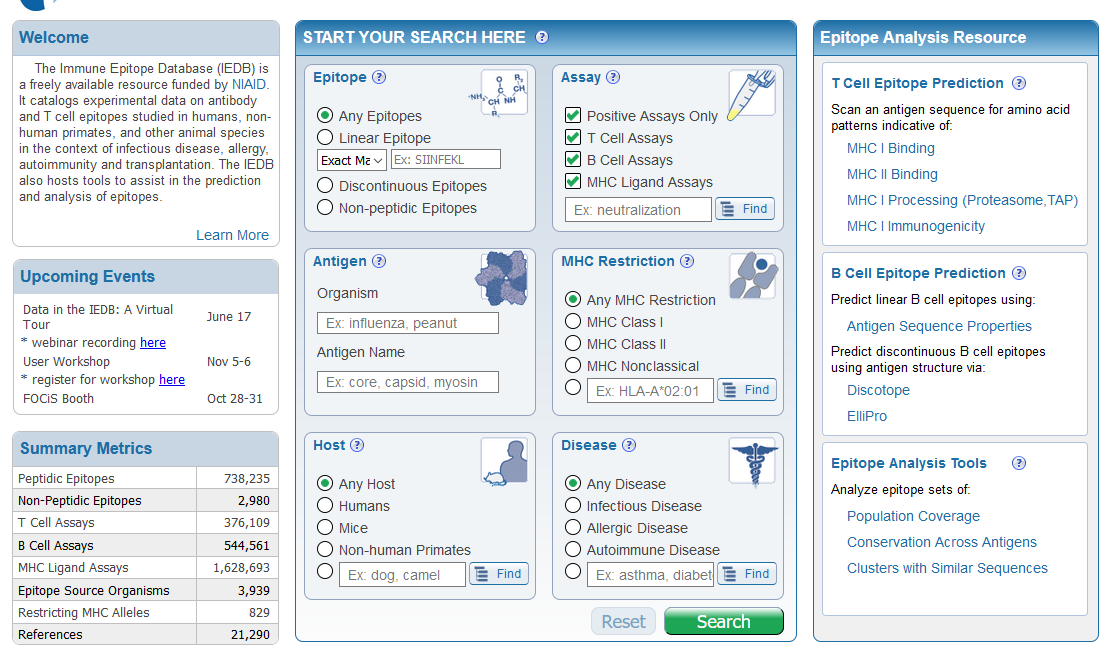 Welcome
The Immune Epitope Database (IEDB) is
a freely available resource funded by NIAID.
It catalogs experimental data on antibody
and T cell epitopes studied in humans, non-
human primates, and other animal species
in the context of infectious disease, allergy,
autoimmunity and transplantation. The IEDB
also hosts tools to assist in the prediction
and analysis of epitopes.
Learn More
Upcoming Events
Data in the IEDB: A Virtual
Tour
June 17
* webinar recording here
User Workshop Nov 5-6
* register for workshop here
FOCiS Booth Oct 28-31
Summary Metrics
Peptidic Epitopes 738,235
Non-Peptidic Epitopes 2,980
T Cell Assays 376,109
B Cell Assays 544,561
MHC Ligand Assays 1,628,693
Epitope Source Organisms 3,939
Restricting MHC Alleles 829
References 21,290
START YOUR SEARCH HERE ?
Epitope ?
Any Epitopes
Linear Epitope
Exact Ma Ex: SIINFEKL
Discontinuous Epitopes
Non-peptidic Epitopes
Assay ?
Positive Assays Only
T Cell Assays
B Cell Assays
MHC Ligand Assays
Ex: neutralization Find
Antigen ?
Organism
Ex: influenza, peanut
Antigen Name
Ex: core, capsid, myosin
MHC Restriction ?
Any MHC Restriction
MHC Class I
MHC Class II
MHC Nonclassical
Ex: HLA-A*02:01 Find
Host ?
Any Host
Humans
Mice
Non-human Primates
Ex: dog, camel Find
Disease ?
Any Disease
Infectious Disease
Allergic Disease
Autoimmune Disease
Ex: asthma, diabet Find
Reset Search
Epitope Analysis Resource
T Cell Epitope Prediction ?
Scan an antigen sequence for amino acid
patterns indicative of:
MHC I Binding
MHC II Binding
MHC I Processing (Proteasome,TAP)
MHC I Immunogenicity
B Cell Epitope Prediction ?
Predict linear B cell epitopes using:
Antigen Sequence Properties
Predict discontinuous B cell epitopes
using antigen structure via:
Discotope
ElliPro
Epitope Analysis Tools ?
Analyze epitope sets of:
Population Coverage
Conservation Across Antigens
Clusters with Similar Sequences